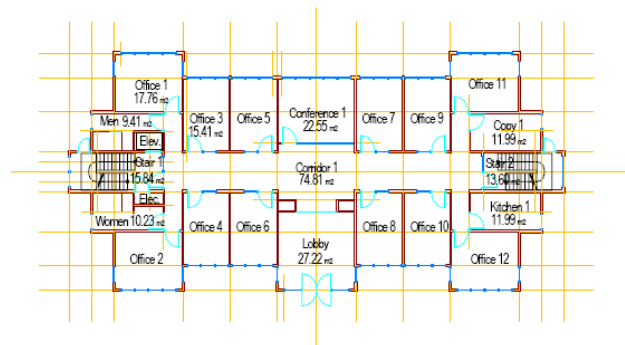 Office 1
17.76 m2
Office 11
Men 9.41 m2
Office 3
15.41 m2
Office 5
Conference 1
22.55 m2
Office 7
Office 9
Copy 1
11.99 m2
Elev.
Stair 1
15.84 m2
Corridor 1
74.81 m2
Stair 2
13.60 m2
Elec.
Women 10.23 m2
Kitchen 1
11.99 m2
Office 4
Office 6
Office 8
Office 10
Lobby
27.22 m2
Office 2
Office 12